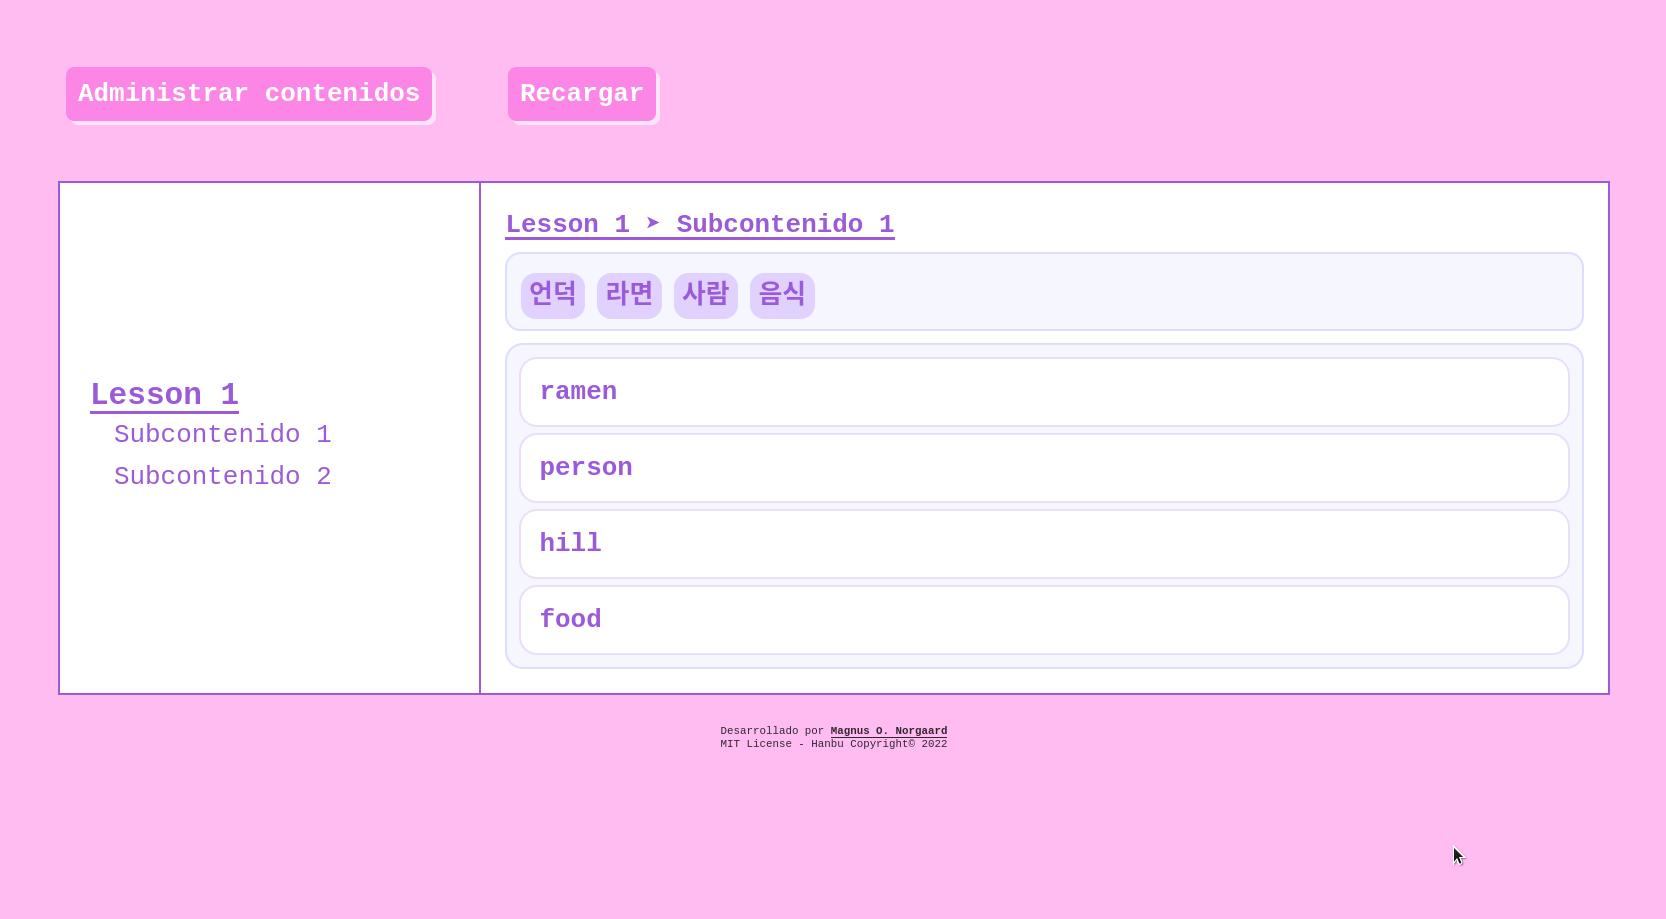 Administrar contenidos
Recargar
Lesson 1
Subcontenido 1
Subcontenido 2
Lesson 1 ➤ Subcontenido 1
언덕 라면 사람 음식
ramen
person
hill
food
Desarrollado por Magnus O. Norgaard
MIT License - Hanbu Copyright© 2022